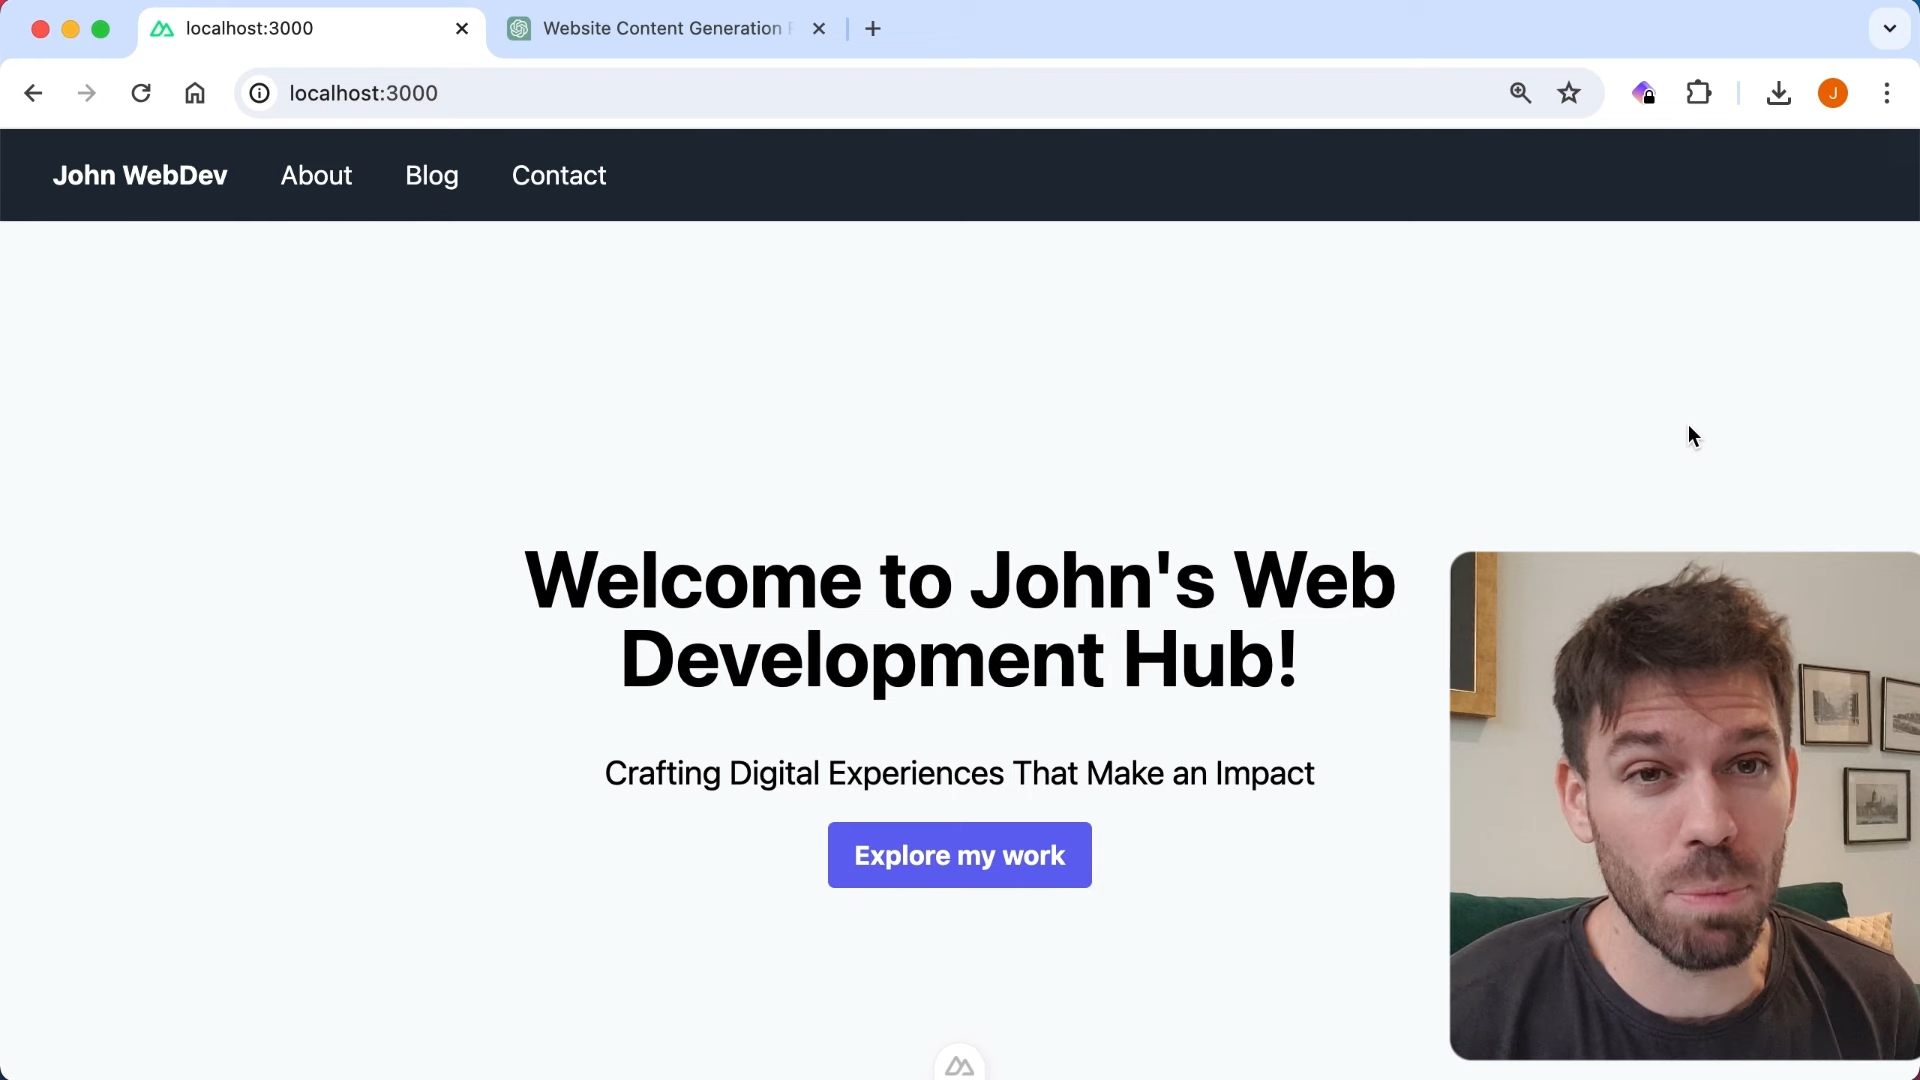 localhost:3000
Website Content Generation
localhost:3000
J
John WebDev About Blog Contact
Welcome to John's Web
Development Hub!
Crafting Digital Experiences That Make an Impact
Explore my work